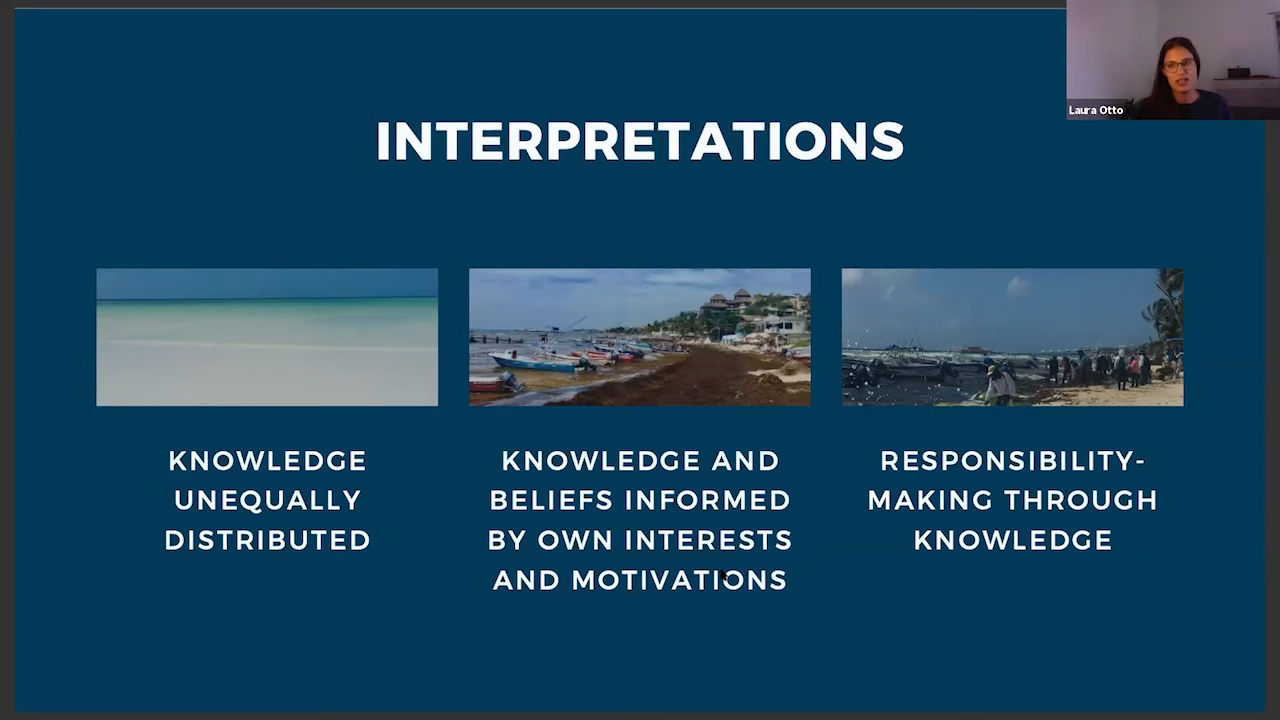 Laura Otto
INTERPRETATIONS
KNOWLEDGE
UNEQUALLY
DISTRIBUTED
KNOWLEDGE AND
BELIEFS INFORMED
BY OWN INTERESTS
AND MOTIVATIONS
RESPONSIBILITY-
MAKING THROUGH
KNOWLEDGE